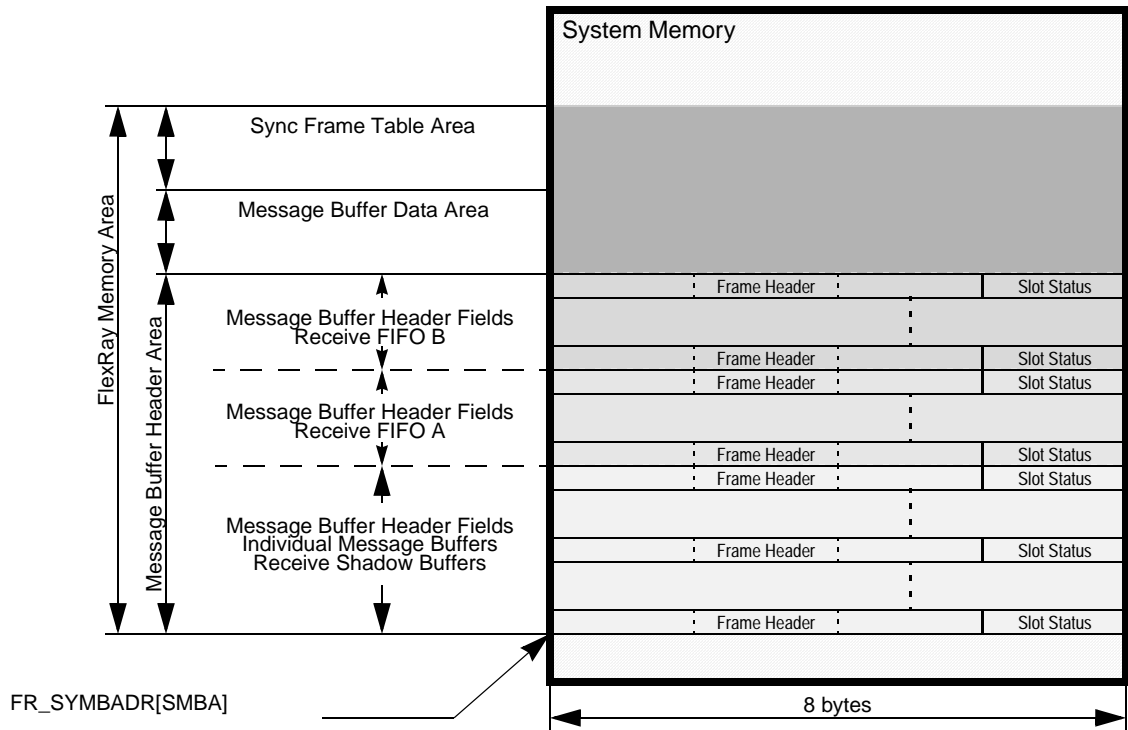 System Memory
Sync Frame Table Area
Message Buffer Data Area
FlexRay Memory Area
Message Buffer Header Area
Frame Header Slot Status
Message Buffer Header Fields
Receive FIFO B
Frame Header Slot Status
Frame Header Slot Status
Message Buffer Header Fields
Receive FIFO A
Frame Header Slot Status
Frame Header Slot Status
Message Buffer Header Fields
Individual Message Buffers
Receive Shadow Buffers
Frame Header Slot Status
Frame Header Slot Status
FR_SYMBADR[SMBA]
8 bytes